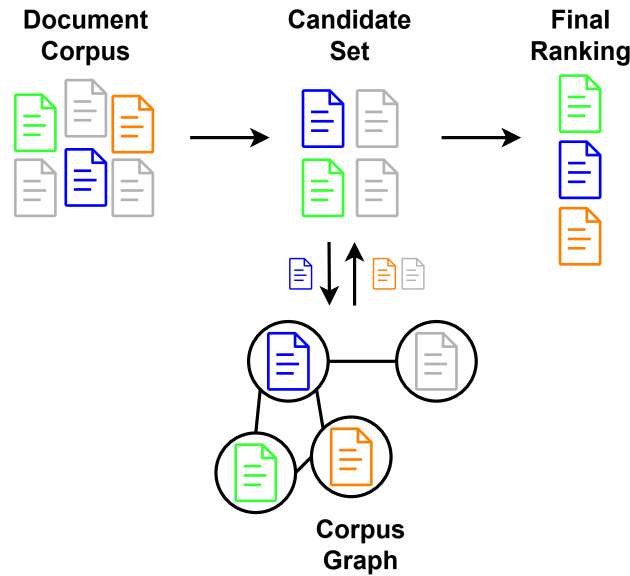 Document
Corpus
Candidate
Set
Final
Ranking
Corpus
Graph